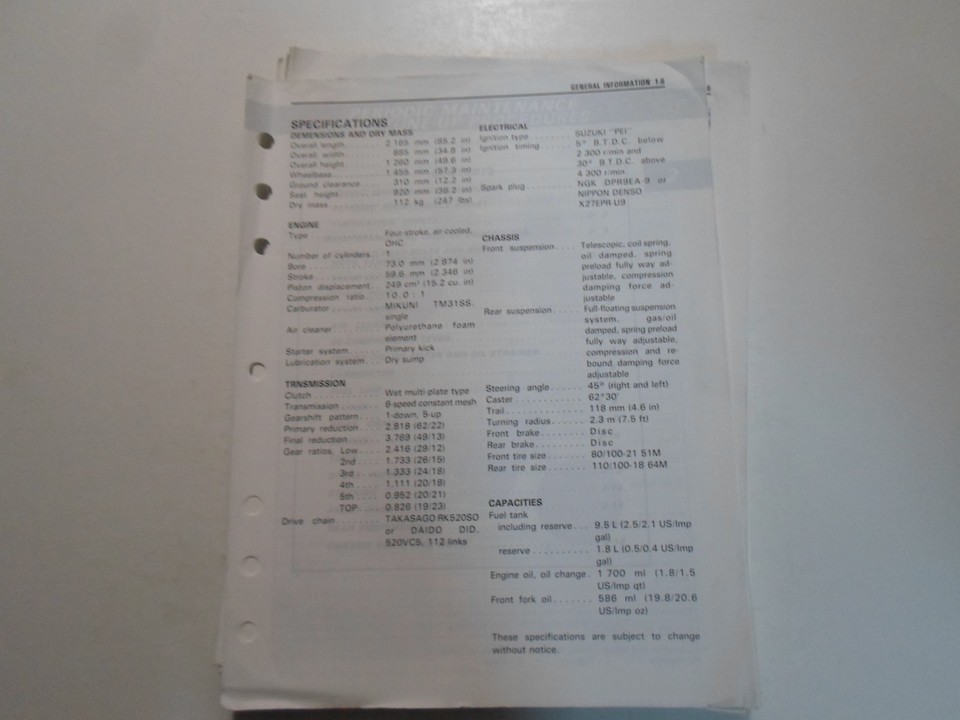 GENERAL INFORMATION 1-6
SPECIFICATIONS
DEMENSIONS AND DRY MASS
Overall length........ 2 185 mm (85.2 in)
Overall width........ 885 mm (34.8 in)
Overall height........ 1 260 mm (49.6 in)
Wheelbase........ 1 455 mm (57.3 in)
Ground clearance........ 310 mm (12.2 in)
Seat height........ 920 mm (36.2 in)
Dry mass........ 112 kg (247 lbs)
ENGINE
Type........ Four-stroke, air-cooled,
OHC
Number of cylinders. 1
Bore........ 73.0 mm (2.874 in)
Stroke........ 59.6 mm (2.346 in)
Piston displacement. 249 cm³ (15.2 cu. in)
Compression ratio. 10.0 : 1
Carburator........ MIKUNI TM31SS,
single
Air cleaner........ Polyurethane foam
element
Starter system.... Primary kick
Lubrication system.. Dry sump
TRNSMISSION
Clutch........ Wet multi-plate type
Transmission...... 6-speed constant mesh
Gearshift pattern.... 1-down, 5-up
Primary reduction.... 2.818 (62/22)
Final reduction.... 3.769 (49/13)
Gear ratios, Low.... 2.416 (29/12)
2nd.... 1.733 (26/15)
3rd.... 1.333 (24/18)
4th.... 1.111 (20/18)
5th.... 0.952 (20/21)
TOP.... 0.826 (19/23)
Drive chain TAKASAGO RK520SO
or DAIDO DID.
520VC5, 112 links
ELECTRICAL
Ignition type........ SUZUKI "PEI"
Ignition timing...... 5° B.T.D.C. below
2 300 r/min and
30° B.T.D.C. above
4 300 r/min
Spark plug........ NGK DPR9EA-9 or
NIPPON DENSO
X27EPR-U9
CHASSIS
Front suspension.... Telescopic, coil spring,
oil damped, spring
preload fully way ad-
justable, compression
damping force ad-
justable
Rear suspension.... Full-floating suspension
system, gas/oil
damped, spring preload
fully way adjustable,
compression and re-
bound damping force
adjustable
Steering angle...... 45° (right and left)
Caster............ 62°30'
Trail............ 118 mm (4.6 in)
Turning radius...... 2.3 m (7.5 ft)
Front brake........ Disc
Rear brake........ Disc
Front tire size...... 80/100-21 51M
Rear tire size...... 110/100-18 64M
CAPACITIES
Fuel tank
including reserve... 9.5 L (2.5/2.1 US/Imp
gal)
reserve.......... 1.8 L (0.5/0.4 US/Imp
gal)
Engine oil, oil change. 1 700 ml (1.8/1.5
US/Imp qt)
Front fork oil....... 586 ml (19.8/20.6
US/Imp oz)
These specifications are subject to change
without notice.